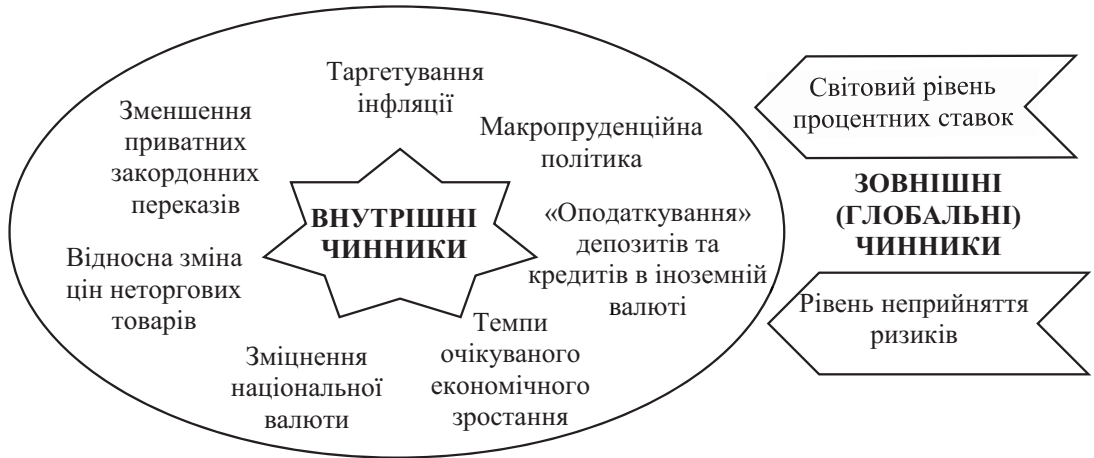 Таргетування
інфляції
Зменшення
приватних
закордонних
переказів
Макропруденційна
політика
ВНУТРІШНІ
ЧИННИКИ
«Оподаткування»
депозитів та
кредитів в іноземній
валюті
Відносна зміна
цін неторгових
товарів
Темпи
очікуваного
економічного
зростання
Зміцнення
національної
валюти
Світовий рівень
процентних ставок
ЗОВНІШНІ
(ГЛОБАЛЬНІ)
ЧИННИКИ
Рівень неприйняття
ризиків